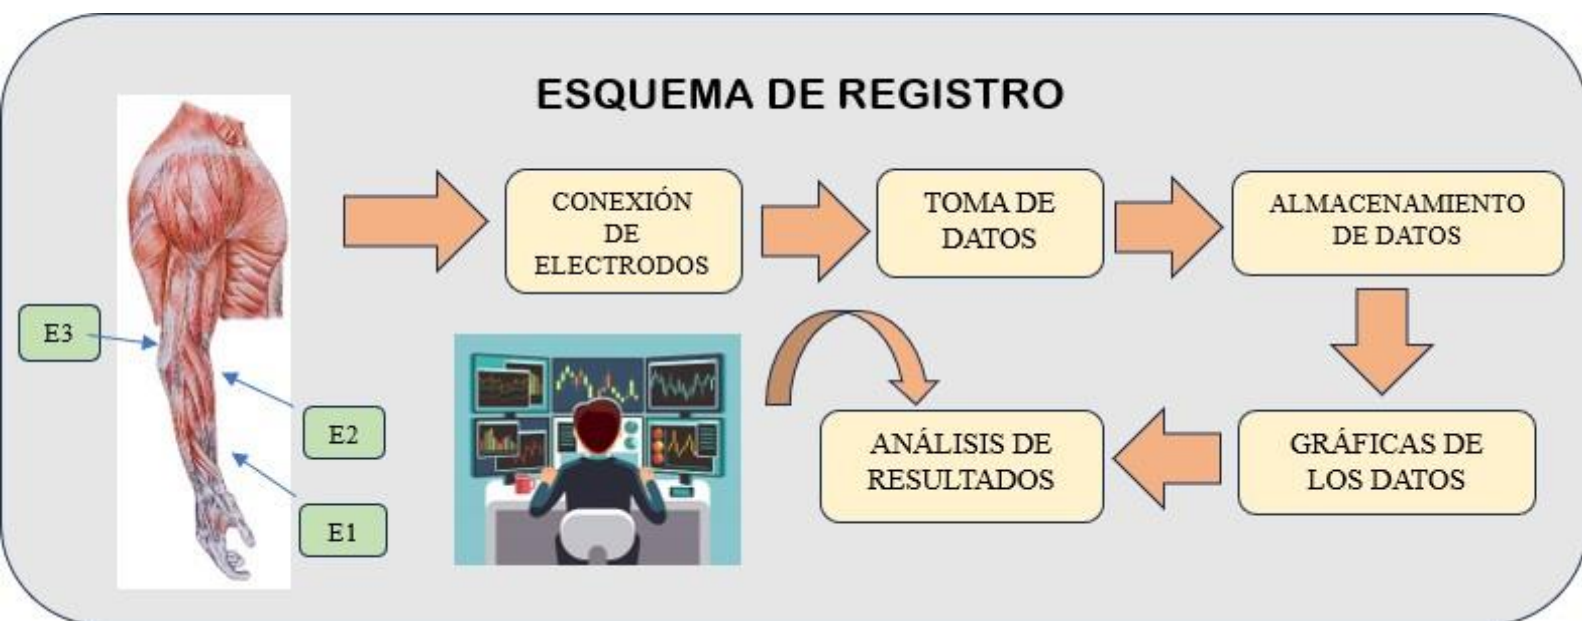 ESQUEMA DE REGISTRO
CONEXIÓN
DE
ELECTRODOS
TOMA DE
DATOS
ALMACENAMIENTO
DE DATOS
E3
E2
E1
ANÁLISIS DE
RESULTADOS
GRÁFICAS DE
LOS DATOS